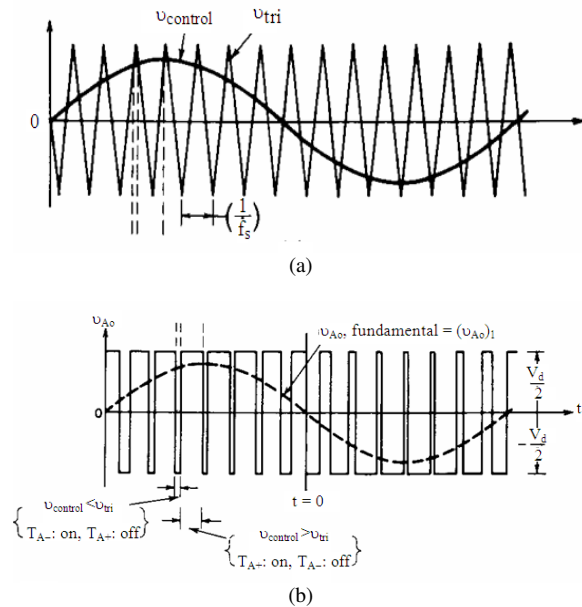 υcontrol
υtri
0
(1/fs)
(a)
υAo
υAo, fundamental = (υAo)1
Vd/2
0
t
-Vd/2
t = 0
υcontrol<υtri
{TA-: on, TA+: off}
υcontrol>υtri
{TA+: on, TA-: off}
(b)